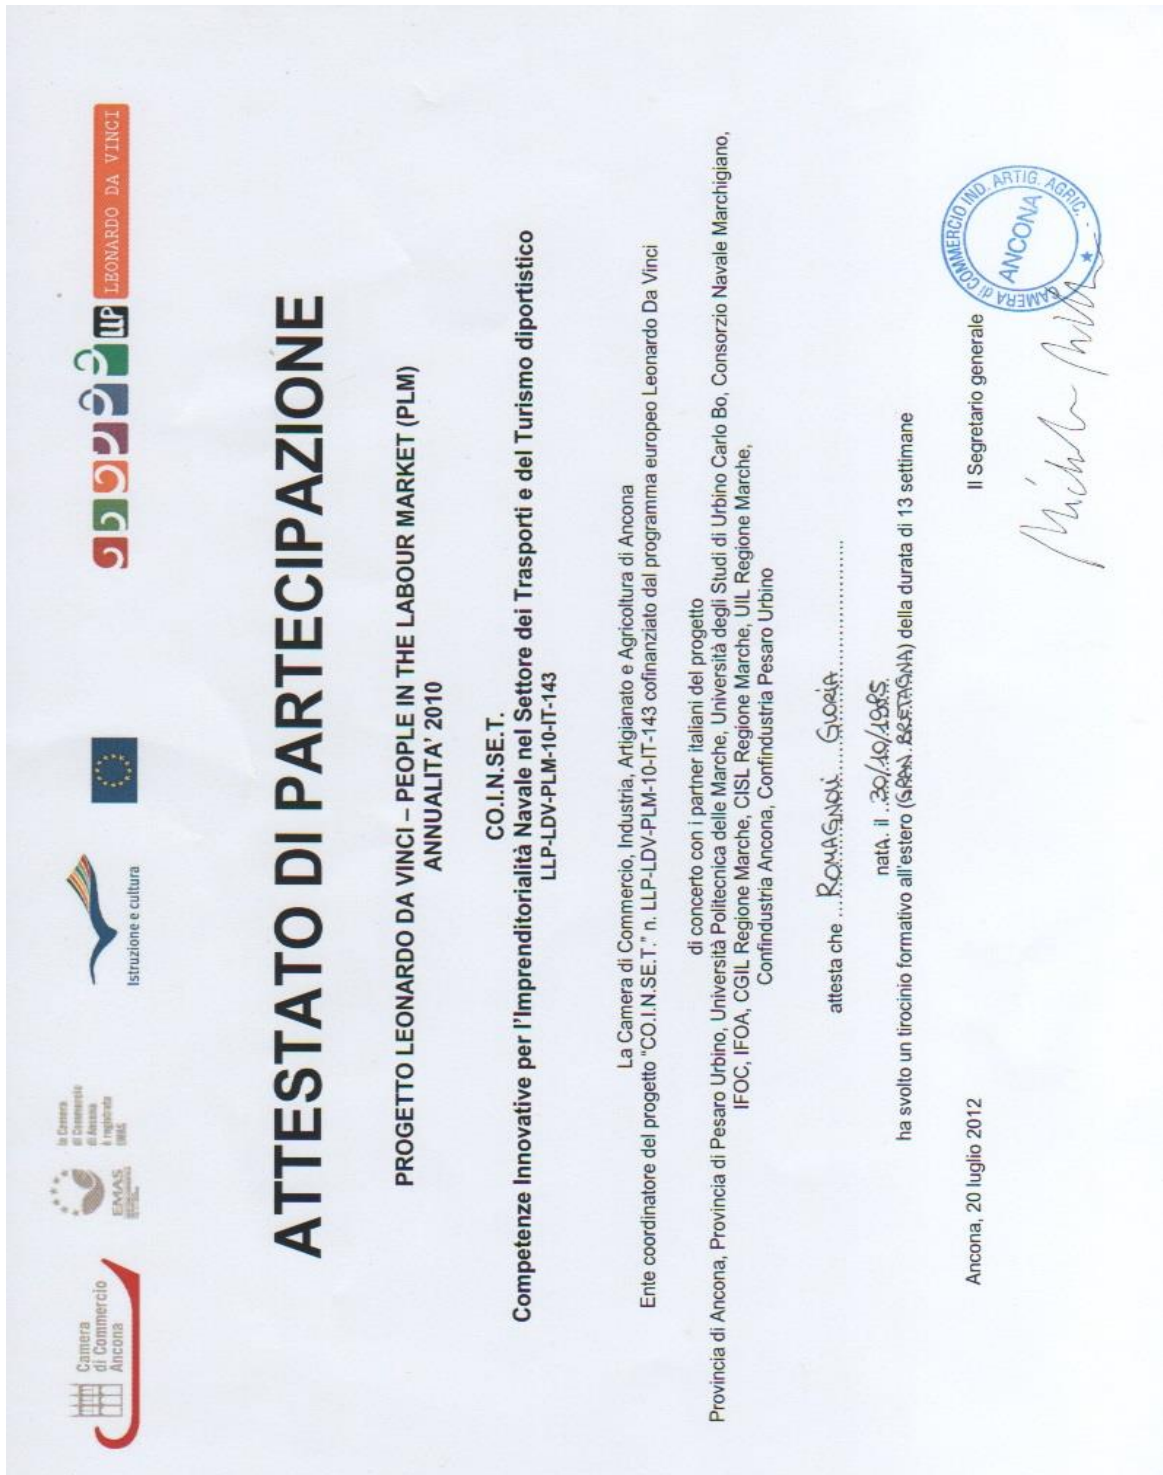 Camera
di Commercio
Ancona
EMAS
la Camera
di Commercio
di Ancona
è registrata
EMAS
Istruzione e cultura
LLP LEONARDO DA VINCI
ATTESTATO DI PARTECIPAZIONE
PROGETTO LEONARDO DA VINCI – PEOPLE IN THE LABOUR MARKET (PLM)
ANNUALITA' 2010
CO.I.N.SE.T.
Competenze Innovative per l'Imprenditorialità Navale nel Settore dei Trasporti e del Turismo diportistico
LLP-LDV-PLM-10-IT-143
La Camera di Commercio, Industria, Artigianato e Agricoltura di Ancona
Ente coordinatore del progetto "CO.I.N.SE.T." n. LLP-LDV-PLM-10-IT-143 cofinanziato dal programma europeo Leonardo Da Vinci
di concerto con i partner italiani del progetto
Provincia di Ancona, Provincia di Pesaro Urbino, Università Politecnica delle Marche, Università degli Studi di Urbino Carlo Bo, Consorzio Navale Marchigiano,
IFOC, IFOA, CGIL Regione Marche, CISL Regione Marche, UIL Regione Marche,
Confindustria Ancona, Confindustria Pesaro Urbino
attesta che ROMAGNOLI GLORIA
natA. il 30/10/1985
ha svolto un tirocinio formativo all'estero (GRAN BRETAGNA) della durata di 13 settimane
Ancona, 20 luglio 2012
Il Segretario generale
CAMERA di COMMERCIO IND. ARTIG. AGRIC. -
ANCONA